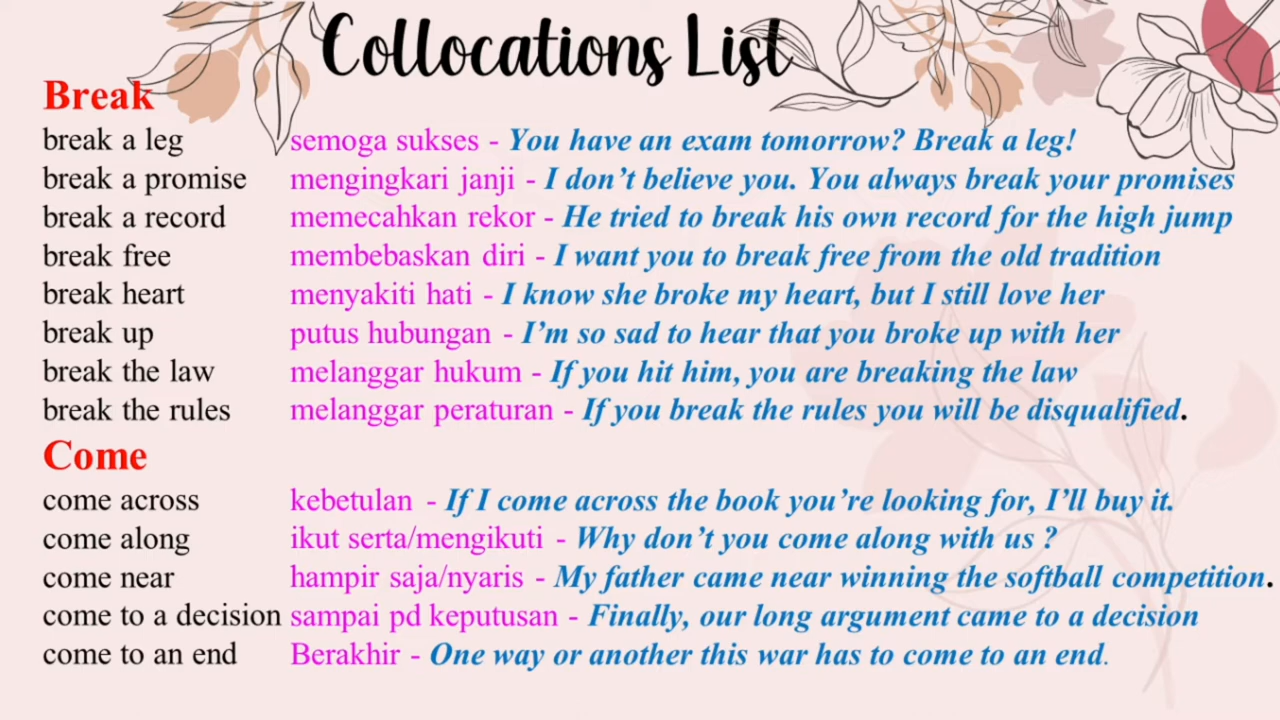 Collocations List
Break
break a leg semoga sukses - You have an exam tomorrow? Break a leg!
break a promise mengingkari janji - I don’t believe you. You always break your promises
break a record memecahkan rekor - He tried to break his own record for the high jump
break free membebaskan diri - I want you to break free from the old tradition
break heart menyakiti hati - I know she broke my heart, but I still love her
break up putus hubungan - I’m so sad to hear that you broke up with her
break the law melanggar hukum - If you hit him, you are breaking the law
break the rules melanggar peraturan - If you break the rules you will be disqualified.
Come
come across kebetulan - If I come across the book you’re looking for, I’ll buy it.
come along ikut serta/mengikuti - Why don’t you come along with us ?
come near hampir saja/nyaris - My father came near winning the softball competition.
come to a decision sampai pd keputusan - Finally, our long argument came to a decision
come to an end Berakhir - One way or another this war has to come to an end.